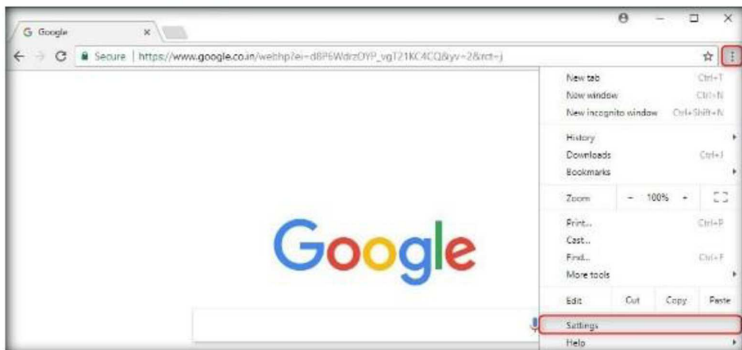 Google
Secure | https://www.google.co.in/webhp?ei=d8P6WdrzOYP_vgT21KC4CQ&yv=2&rct=j
New tab Ctrl+T
New window Ctrl+N
New incognito window Ctrl+Shift+N
History
Downloads Ctrl+J
Bookmarks
Zoom - 100% +
Print... Ctrl+P
Cast...
Find... Ctrl+F
More tools
Edit Cut Copy Paste
Settings
Help
Google